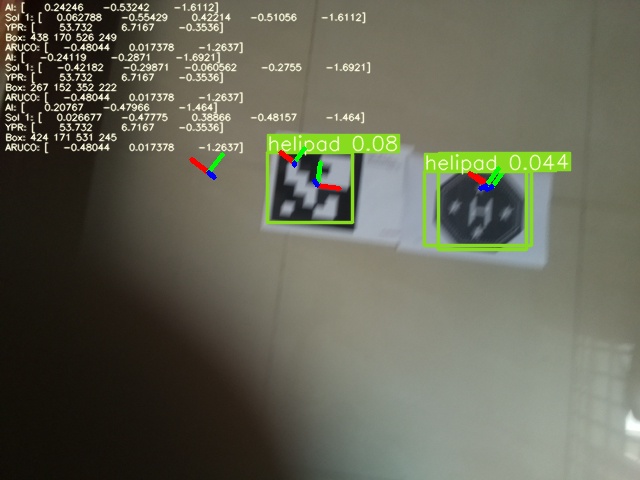 AI: [ 0.24246 -0.53242 -1.6112]
Sol 1: [ 0.062788 -0.55429 0.42214 -0.51056 -1.6112]
YPR: [ 53.732 6.7167 -0.3536]
Box: 438 170 526 249
ARUCO: [ -0.48044 0.017378 -1.2637]
AI: [ -0.24119 -0.2871 -1.6921]
Sol 1: [ -0.42182 -0.29871 -0.060562 -0.2755 -1.6921]
YPR: [ 53.732 6.7167 -0.3536]
Box: 267 152 352 222
ARUCO: [ -0.48044 0.017378 -1.2637]
AI: [ 0.20767 -0.47966 -1.464]
Sol 1: [ 0.026677 -0.47775 0.38866 -0.48157 -1.464]
YPR: [ 53.732 6.7167 -0.3536]
Box: 424 171 531 245
ARUCO: [ -0.48044 0.017378 -1.2637]
helipad 0.08
helipad 0.044
H